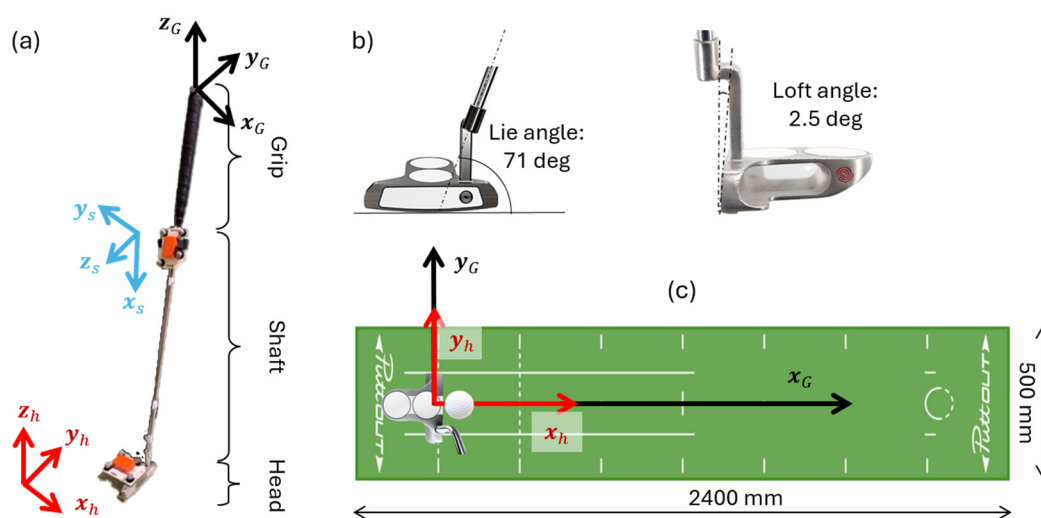 (a)
z_G
y_G
x_G
Grip
y_s
z_s
x_s
Shaft
z_h
y_h
x_h
Head
b)
Lie angle:
71 deg
Loft angle:
2.5 deg
(c)
y_G
y_h
x_G
x_h
PuttOUT
PuttOUT
500 mm
2400 mm